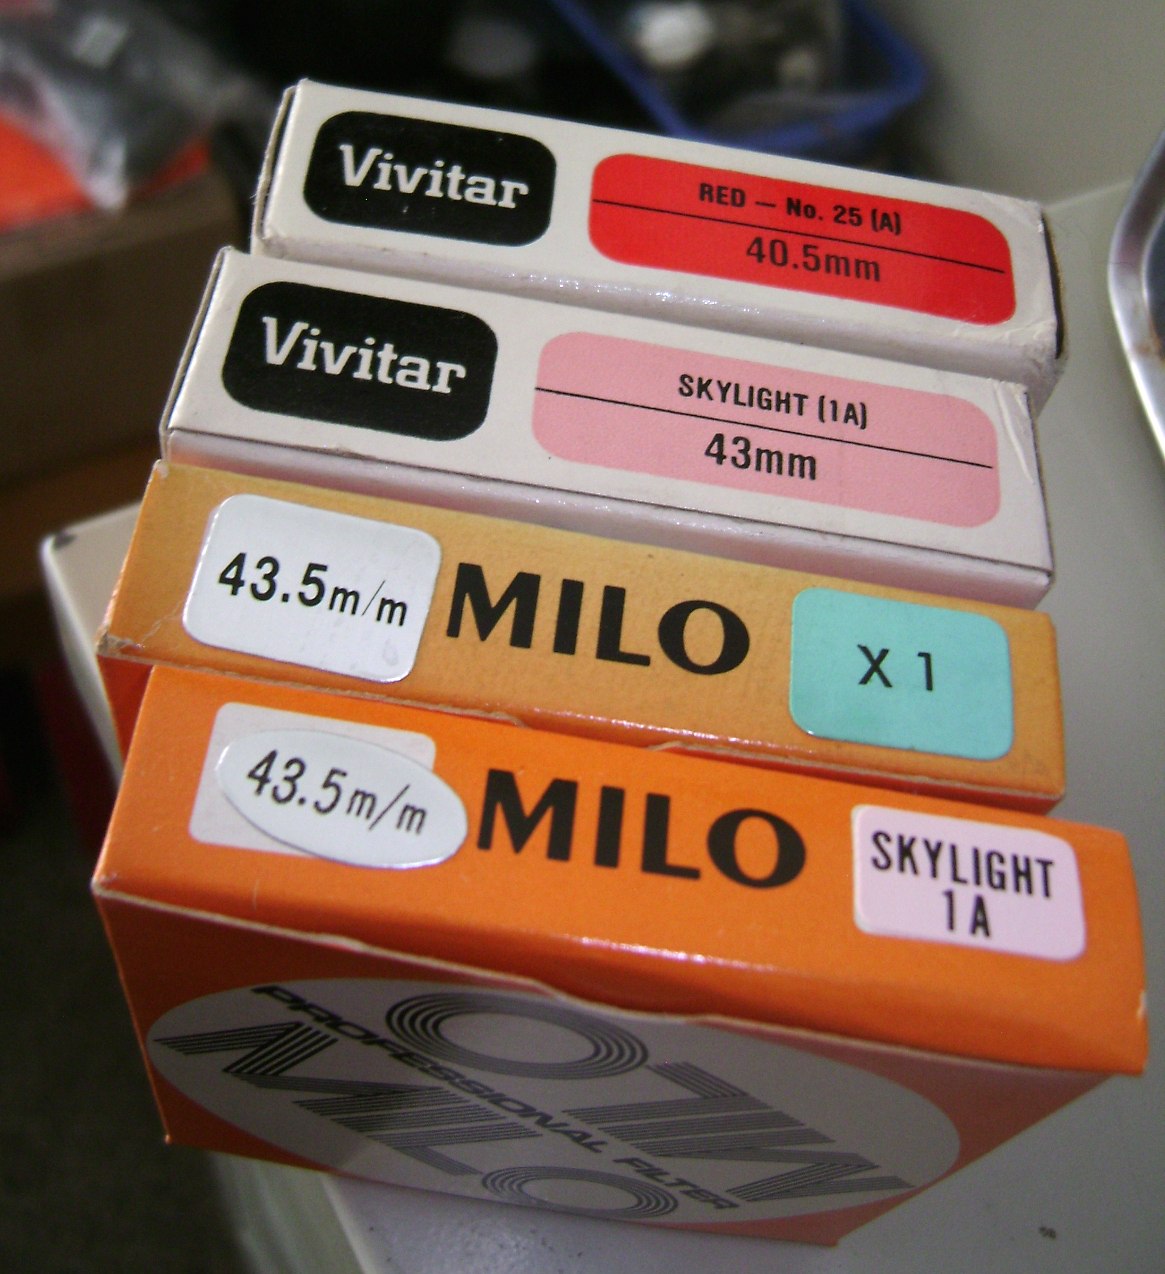 Vivitar
RED — No. 25 (A)
40.5mm
Vivitar
SKYLIGHT (1A)
43mm
43.5m/m
MILO
X 1
43.5m/m
MILO
SKYLIGHT
1A
MILO
PROFESSIONAL FILTER
MILO